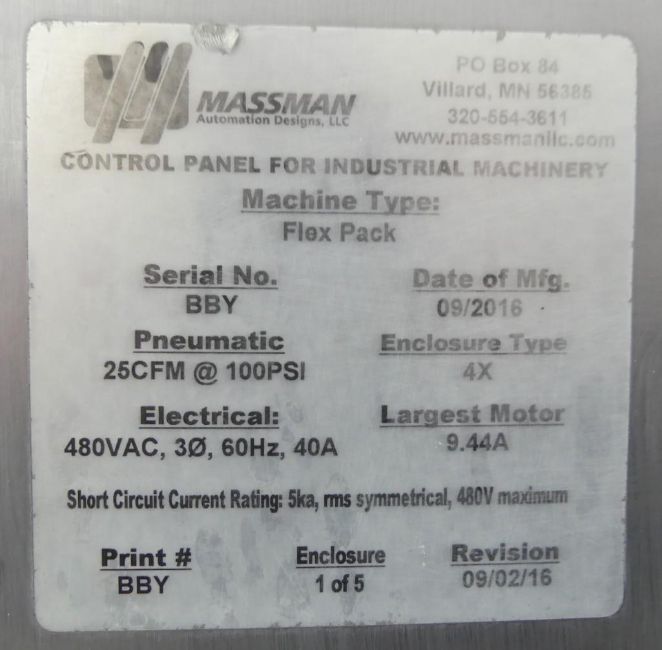 MASSMAN
Automation Designs, LLC
PO Box 84
Villard, MN 56385
320-554-3611
www.massmanllc.com
CONTROL PANEL FOR INDUSTRIAL MACHINERY
Machine Type:
Flex Pack
Serial No.
BBY
Date of Mfg.
09/2016
Pneumatic
25CFM @ 100PSI
Enclosure Type
4X
Electrical:
480VAC, 3Ø, 60Hz, 40A
Largest Motor
9.44A
Short Circuit Current Rating: 5ka, rms symmetrical, 480V maximum
Print #
BBY
Enclosure
1 of 5
Revision
09/02/16